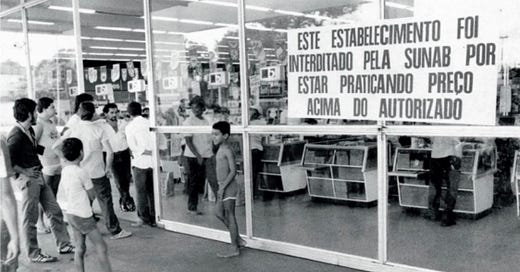 ESTE ESTABELECIMENTO FOI
INTERDITADO PELA SUNAB POR
ESTAR PRATICANDO PREÇO
ACIMA DO AUTORIZADO